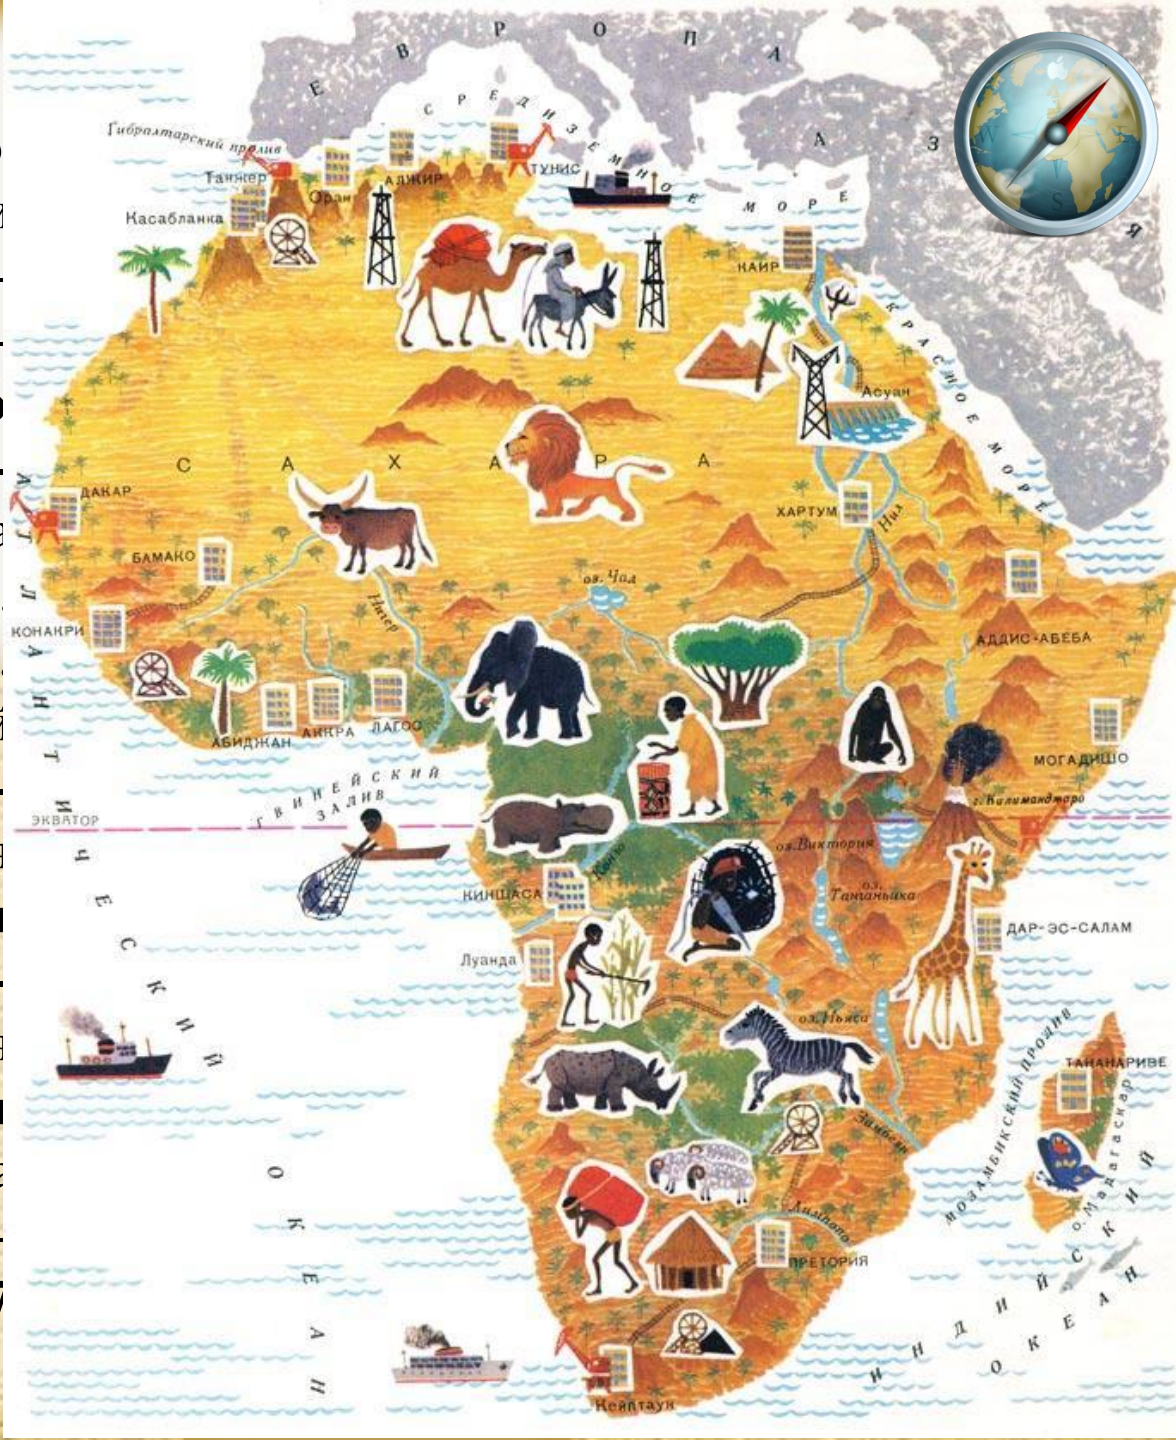 ЕВРОПА
АЗИЯ
СРЕДИЗЕМНОЕ МОРЕ
Гибралтарский пролив
Танжер
Оран
АЛЖИР
ТУНИС
Касабланка
КАИР
КРАСНОЕ МОРЕ
Асуан
САХАРА
ДАКАР
ХАРТУМ
Нил
БАМАКО
оз. Чад
Нигер
КОНАКРИ
АДДИС-АБЕБА
АБИДЖАН
АККРА
ЛАГОС
МОГАДИШО
ГВИНЕЙСКИЙ
ЗАЛИВ
г. Килиманджаро
ЭКВАТОР
оз. Виктория
Конго
оз.
Танганьика
КИНШАСА
ДАР-ЭС-САЛАМ
Луанда
оз. Ньяса
МОЗАМБИКСКИЙ ПРОЛИВ
ТАНАНАРИВЕ
о. Мадагаскар
Замбези
Лимпопо
ПРЕТОРИЯ
Кейптаун
АТЛАНТИЧЕСКИЙ
ОКЕАН
ИНДИЙСКИЙ
ОКЕАН
W
S